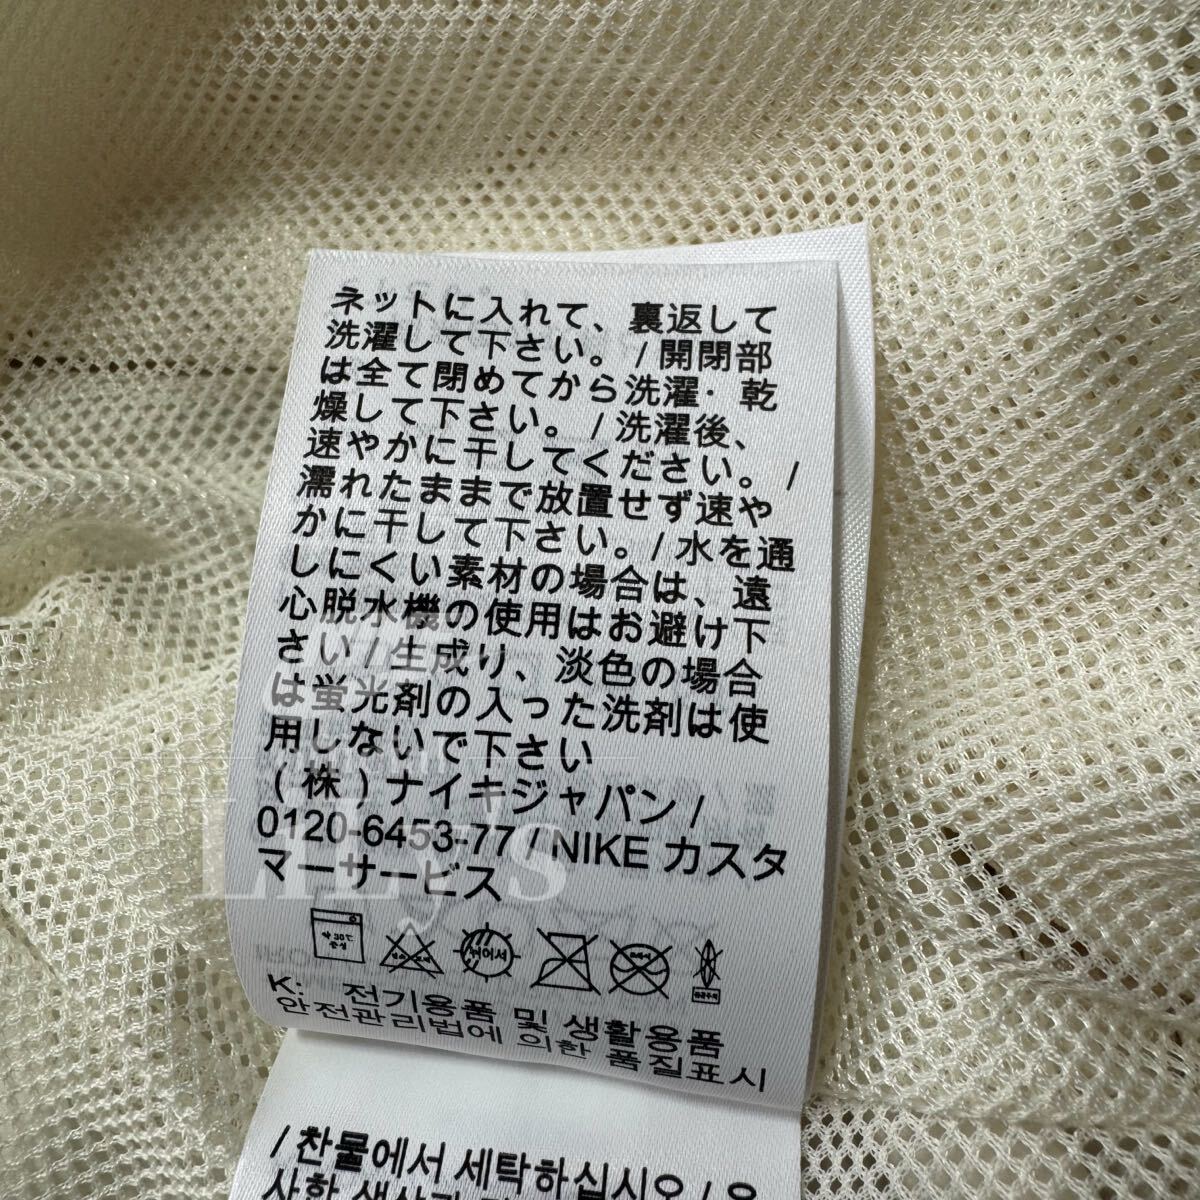 ネットに入れて、裏返して
洗濯して下さい。/開閉部
は全て閉めてから洗濯・乾
燥して下さい。/洗濯後、
速やかに干してください。/
濡れたままで放置せず速や
かに干して下さい。/水を通
しにくい素材の場合は、遠
心脱水機の使用はお避け下
さい/生成り、淡色の場合
は蛍光剤の入った洗剤は使
用しないで下さい
(株)ナイキジャパン/
0120-6453-77/NIKE カスタ
マーサービス
약 30℃
중성
뉘어서
K: 전기용품 및 생활용품
안전관리법에 의한 품질표시
/ 찬물에서 세탁하십시오 /
LiLy's